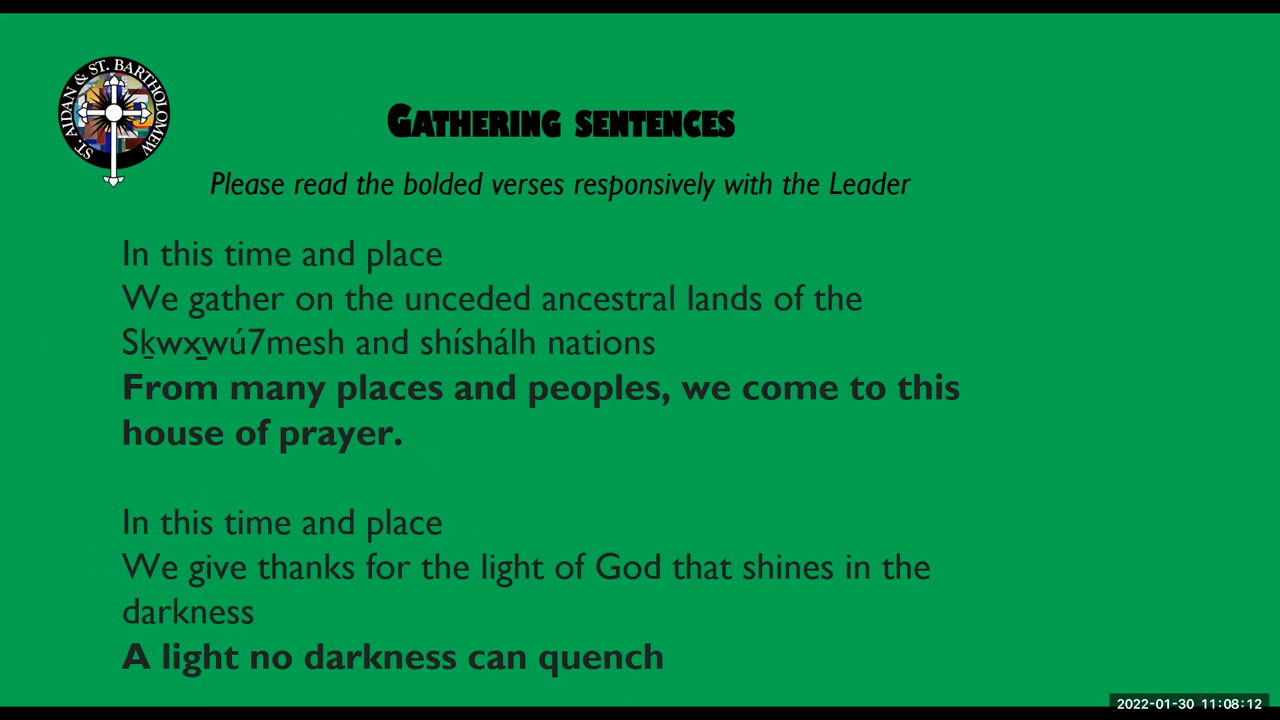 ST. AIDAN & ST. BARTHOLOMEW
GATHERING SENTENCES
Please read the bolded verses responsively with the Leader
In this time and place
We gather on the unceded ancestral lands of the
Sḵwx̱wú7mesh and shíshálh nations
From many places and peoples, we come to this
house of prayer.
In this time and place
We give thanks for the light of God that shines in the
darkness
A light no darkness can quench
2022-01-30 11:08:12